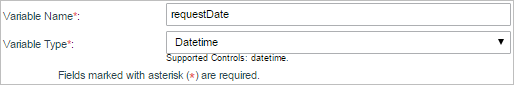 Variable Name*: requestDate
Variable Type*: Datetime
Supported Controls: datetime.
Fields marked with asterisk (*) are required.